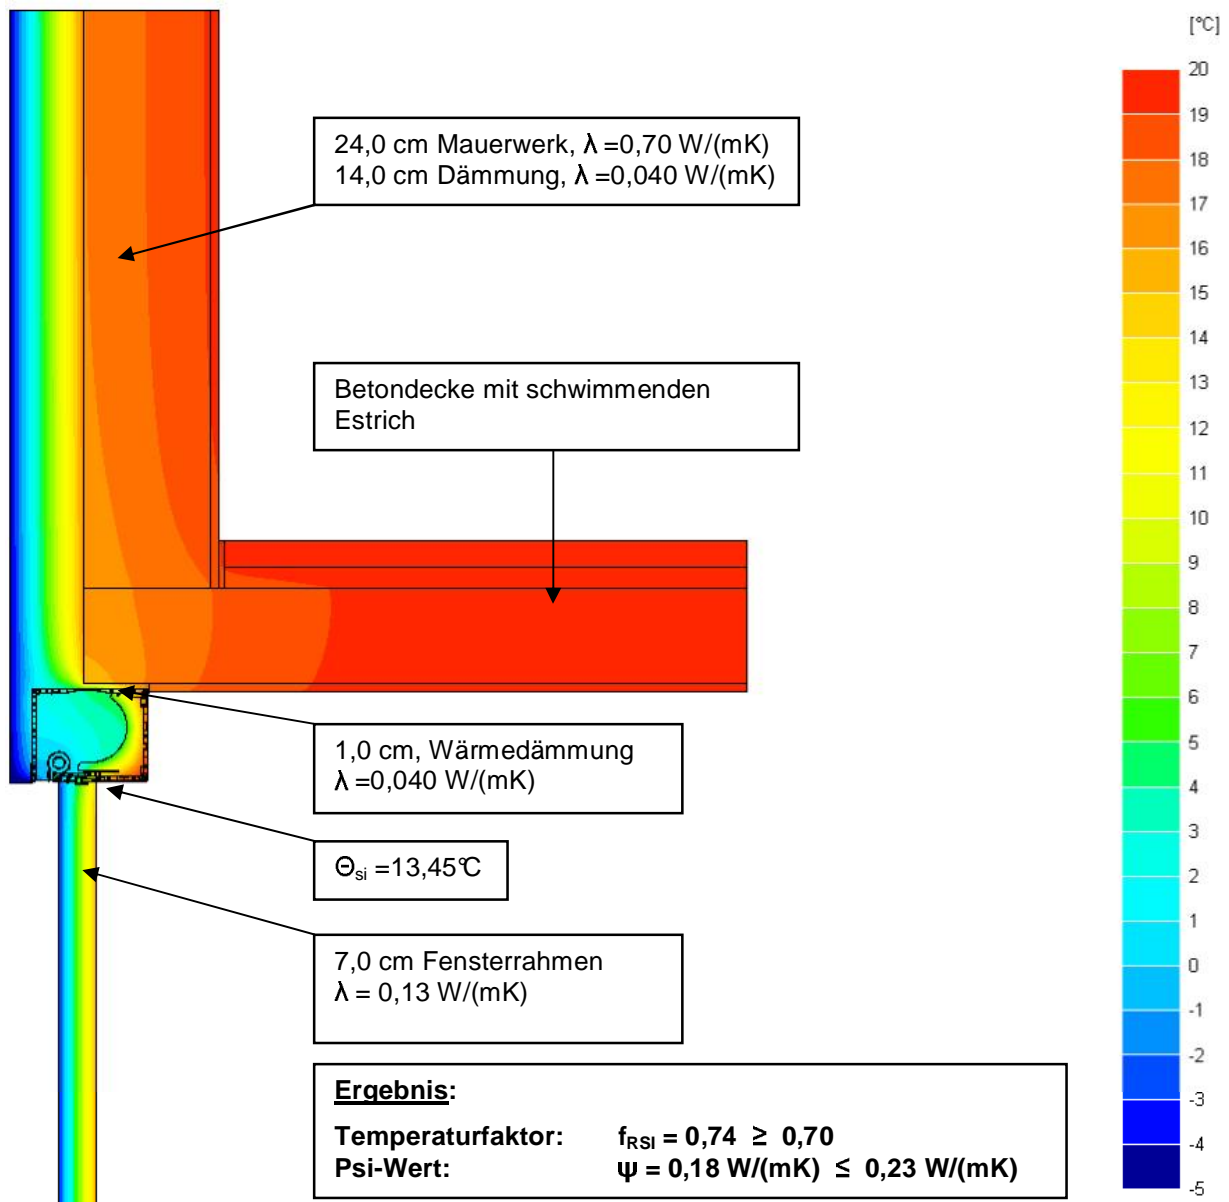 [°C]
20
19
18
17
16
15
14
13
12
10
9
8
7
6
5
4
3
2
1
0
-1
-2
-3
-4
-5
24,0 cm Mauerwerk, λ =0,70 W/(mK)
14,0 cm Dämmung, λ =0,040 W/(mK)
Betondecke mit schwimmenden
Estrich
1,0 cm, Wärmedämmung
λ =0,040 W/(mK)
Θsi =13,45°C
7,0 cm Fensterrahmen
λ = 0,13 W/(mK)
Ergebnis:
Temperaturfaktor: fRSI = 0,74 ≥ 0,70
Psi-Wert: ψ = 0,18 W/(mK) ≤ 0,23 W/(mK)